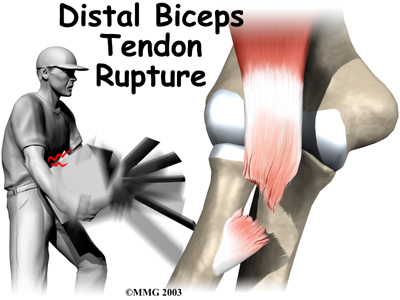 Distal Biceps
Tendon
Rupture
©MMG 2003